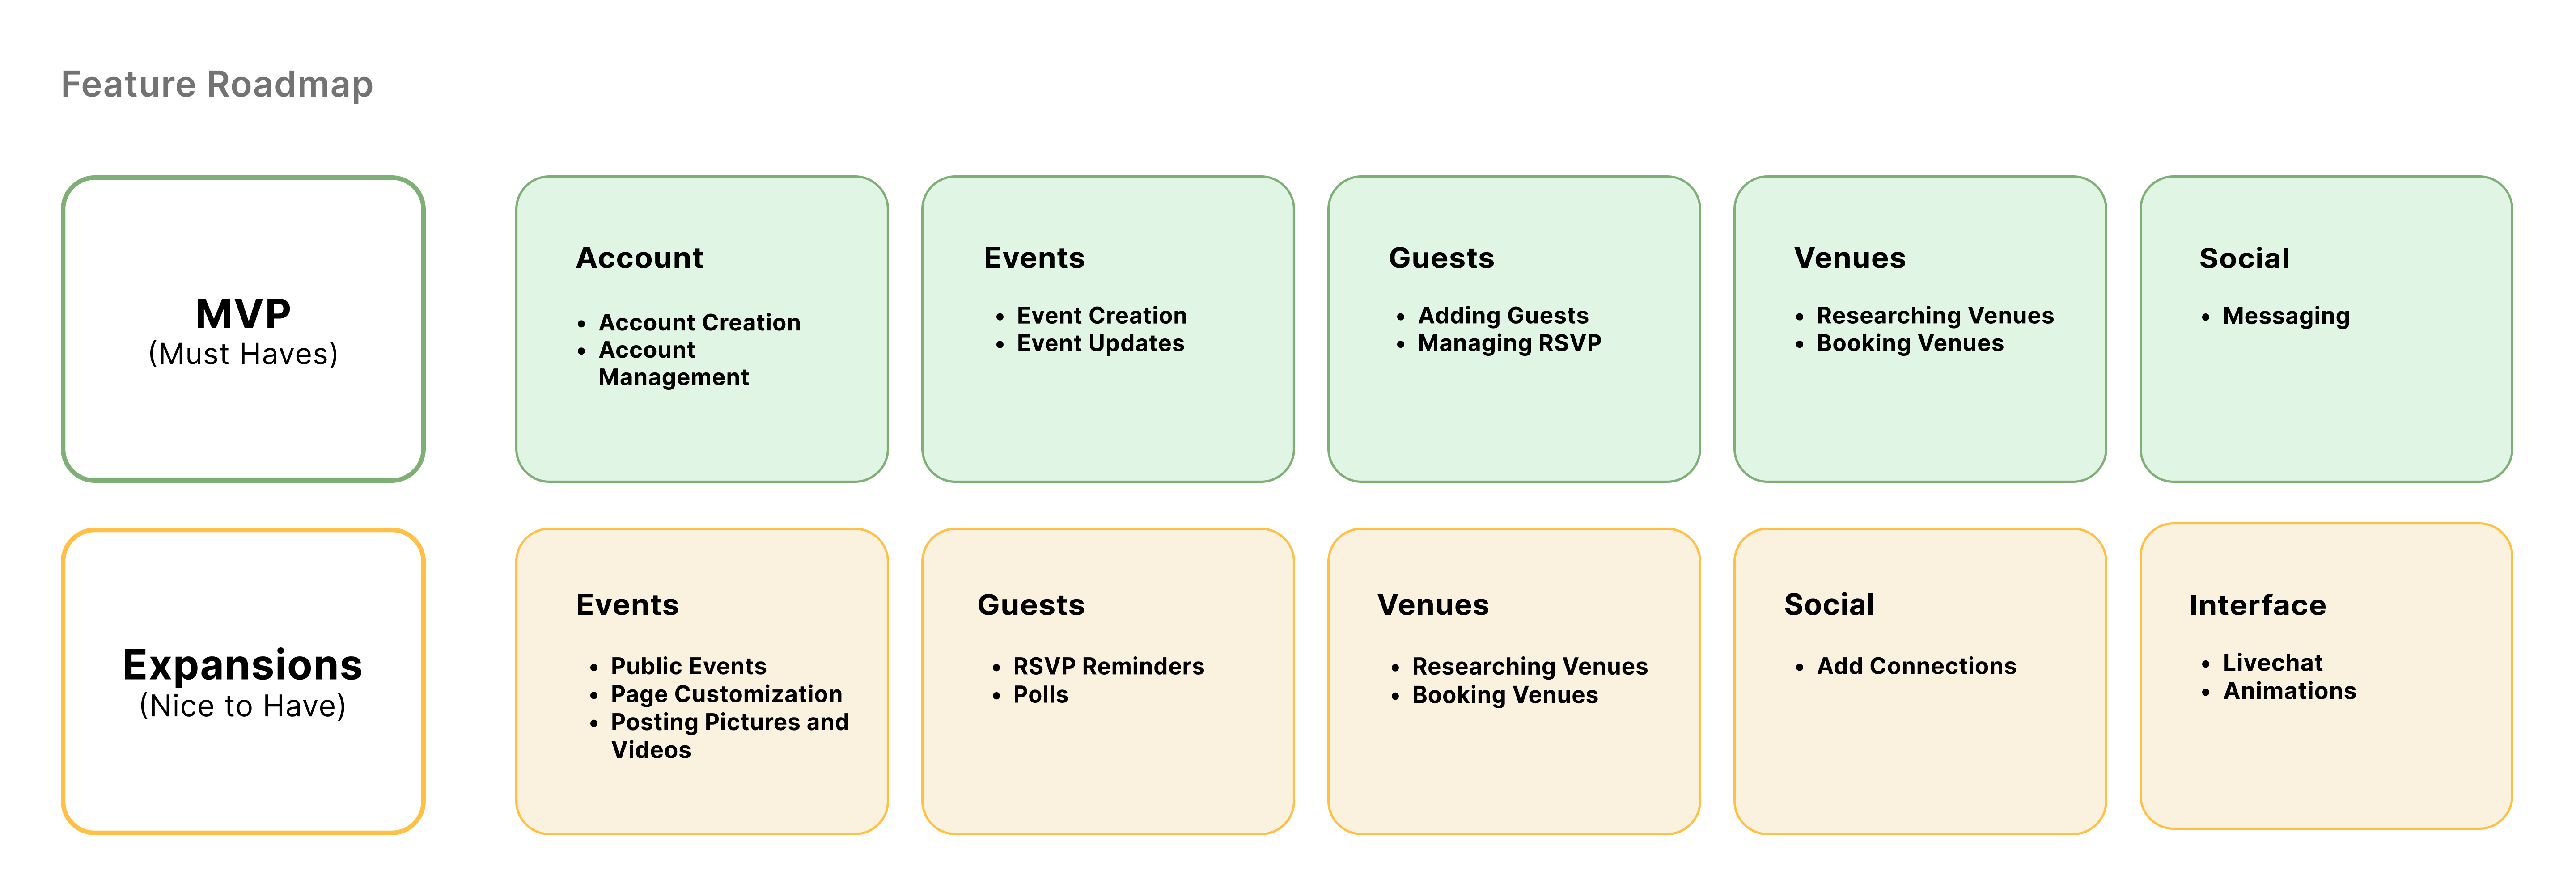 Feature Roadmap
MVP
(Must Haves)
Account
• Account Creation
• Account
Management
Events
• Event Creation
• Event Updates
Guests
• Adding Guests
• Managing RSVP
Venues
• Researching Venues
• Booking Venues
Social
• Messaging
Expansions
(Nice to Have)
Events
• Public Events
• Page Customization
• Posting Pictures and
Videos
Guests
• RSVP Reminders
• Polls
Venues
• Researching Venues
• Booking Venues
Social
• Add Connections
Interface
• Livechat
• Animations